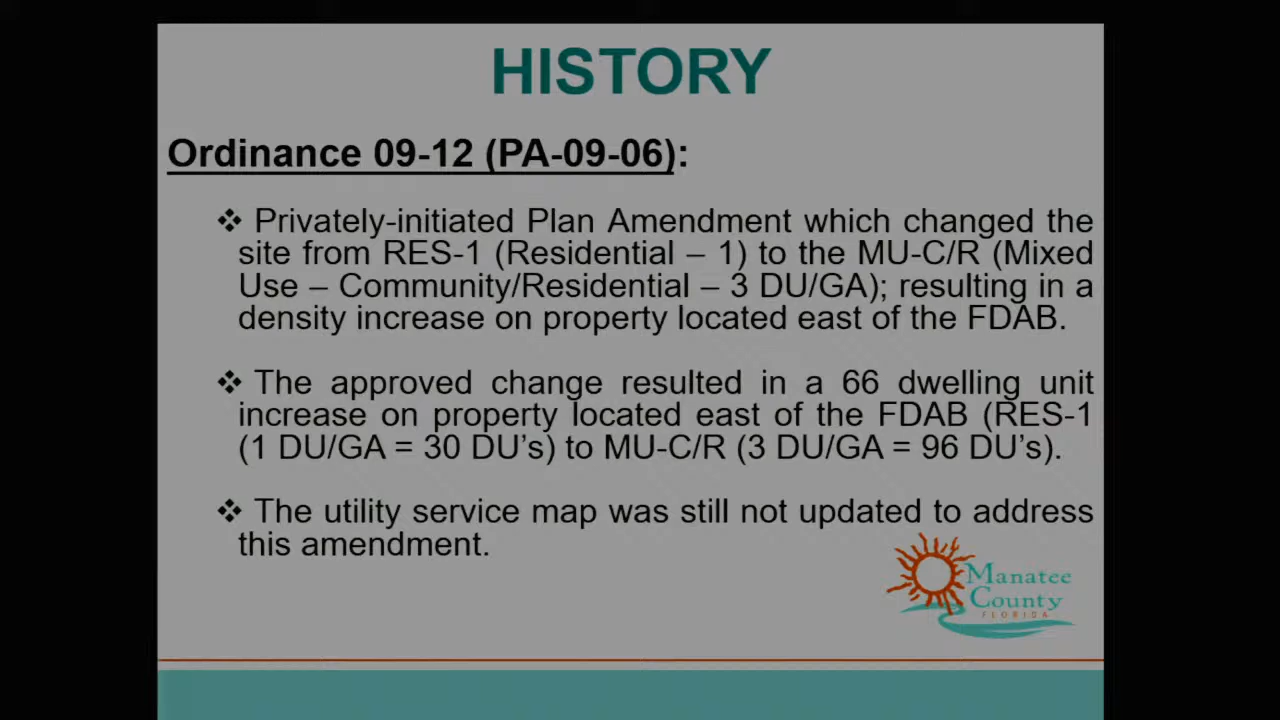 HISTORY
Ordinance 09-12 (PA-09-06):
❖ Privately-initiated Plan Amendment which changed the
site from RES-1 (Residential – 1) to the MU-C/R (Mixed
Use – Community/Residential – 3 DU/GA); resulting in a
density increase on property located east of the FDAB.
❖ The approved change resulted in a 66 dwelling unit
increase on property located east of the FDAB (RES-1
(1 DU/GA = 30 DU’s) to MU-C/R (3 DU/GA = 96 DU’s).
❖ The utility service map was still not updated to address
this amendment.
Manatee
County
FLORIDA